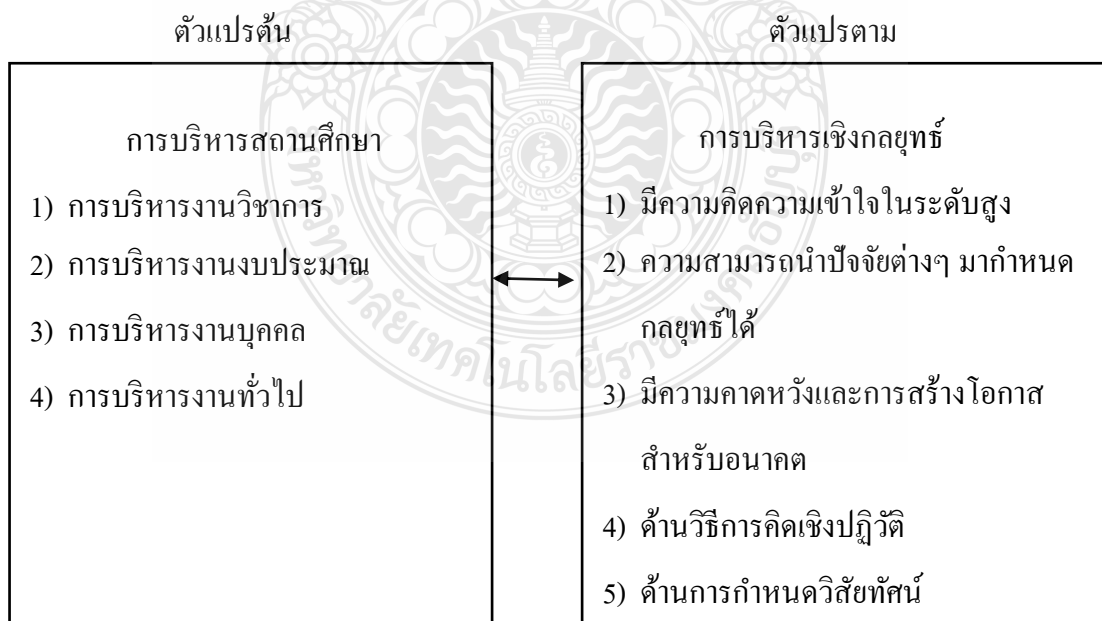 ตัวแปรต้น
ตัวแปรตาม
การบริหารสถานศึกษา
1) การบริหารงานวิชาการ
2) การบริหารงานงบประมาณ
3) การบริหารงานบุคคล
4) การบริหารงานทั่วไป
การบริหารเชิงกลยุทธ์
1) มีความคิดความเข้าใจในระดับสูง
2) ความสามารถนำปัจจัยต่างๆ มากำหนด
กลยุทธ์ได้
3) มีความคาดหวังและการสร้างโอกาส
สำหรับอนาคต
4) ด้านวิธีการคิดเชิงปฏิวัติ
5) ด้านการกำหนดวิสัยทัศน์